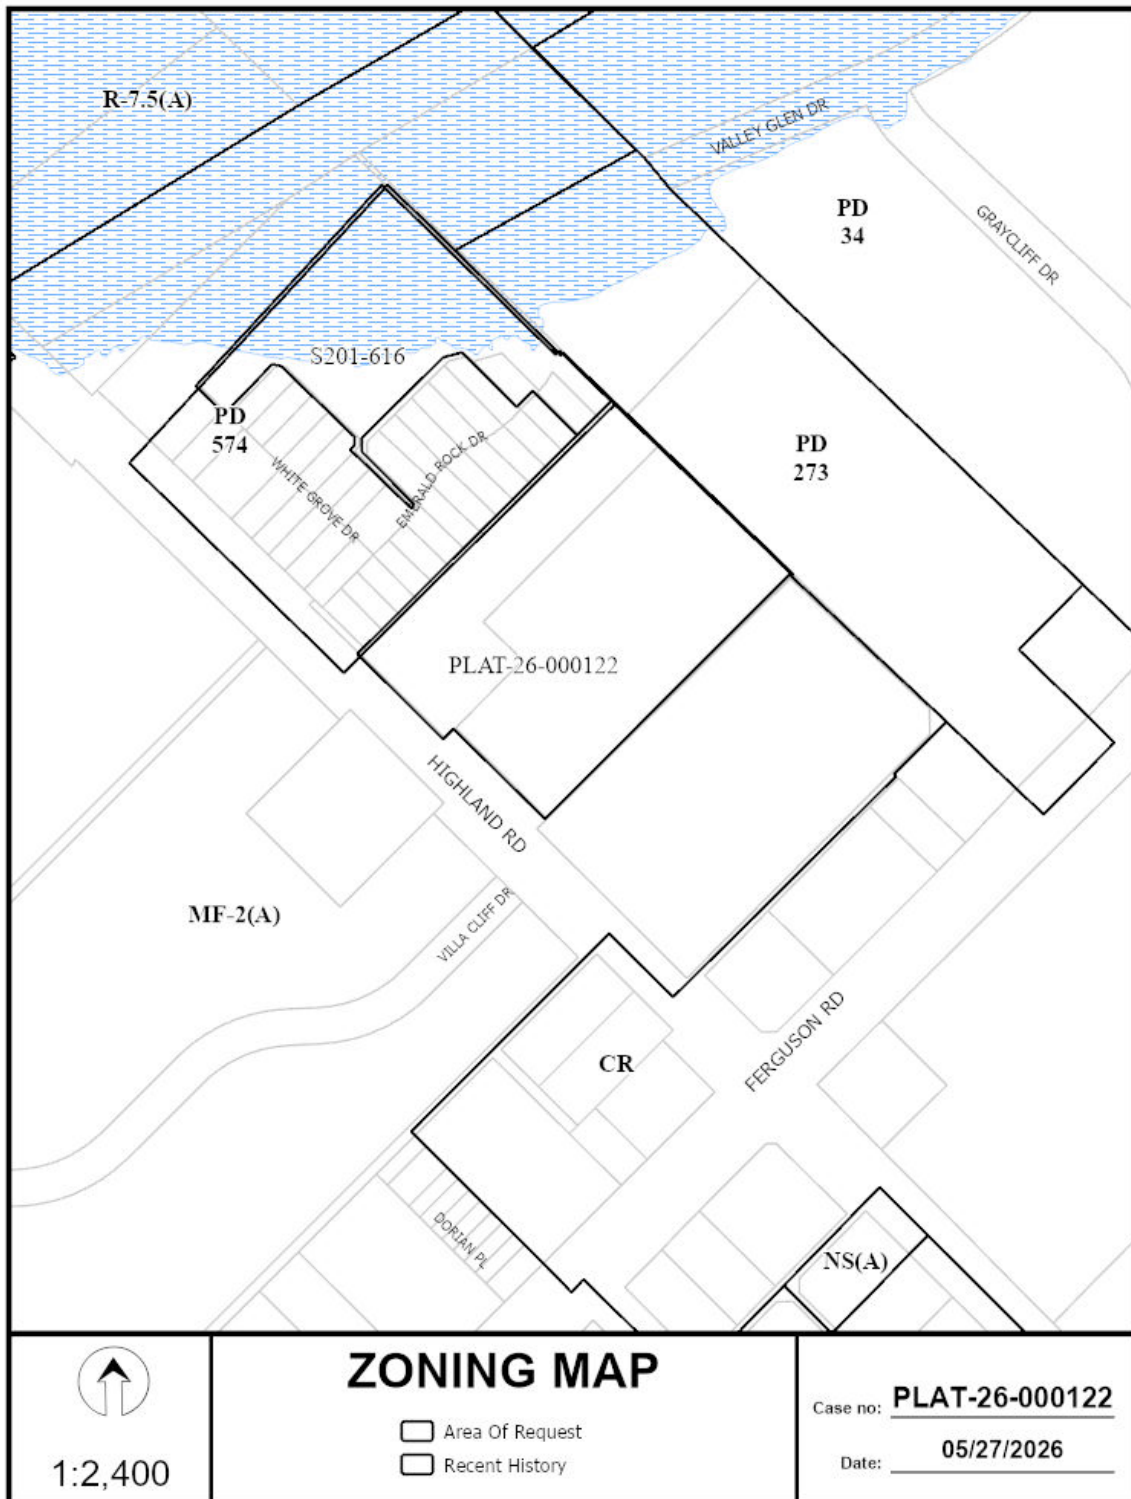 R-7.5(A)
VALLEY GLEN DR
PD
34
GRAYCLIFF DR
S201-616
PD
574
PD
273
WHITE GROVE DR
EMERALD ROCK DR
PLAT-26-000122
HIGHLAND RD
MF-2(A)
VILLA CLIFF DR
FERGUSON RD
CR
DORIAN PL
NS(A)
1:2,400
ZONING MAP
Area Of Request
Recent History
Case no: PLAT-26-000122
Date: 05/27/2026